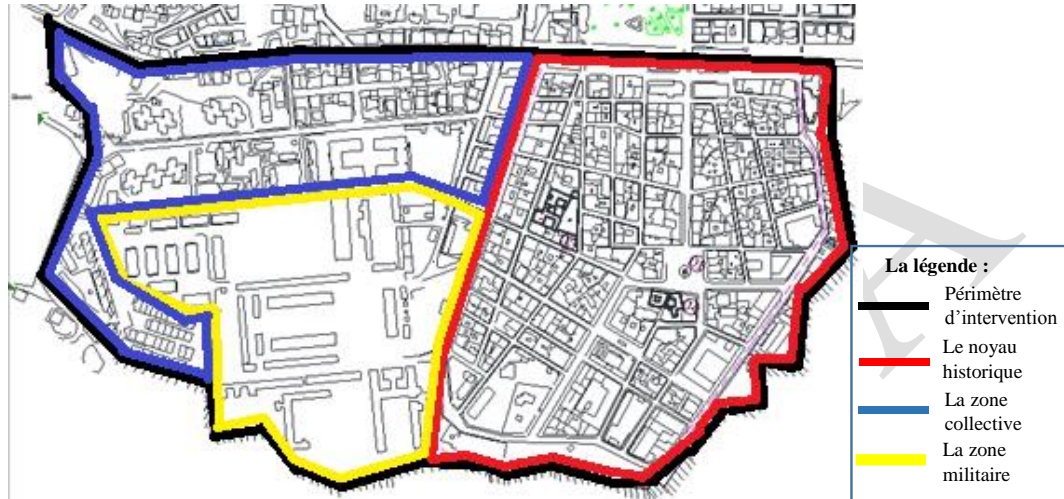 La légende :
Périmètre
d'intervention
Le noyau
historique
La zone
collective
La zone
militaire
A